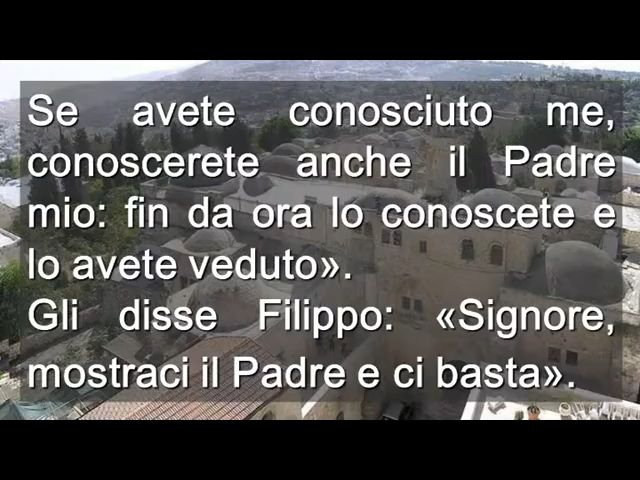 Se avete conosciuto me,
conoscerete anche il Padre
mio: fin da ora lo conoscete e
lo avete veduto».
Gli disse Filippo: «Signore,
mostraci il Padre e ci basta».